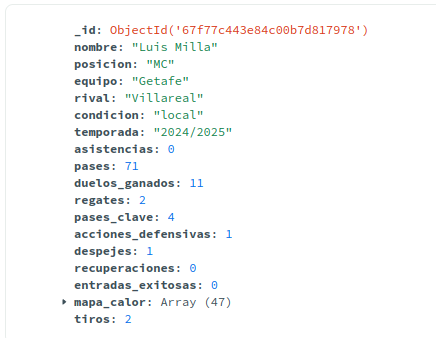 _id: ObjectId('67f77c443e84c00b7d817978')
nombre: "Luis Milla"
posicion: "MC"
equipo: "Getafe"
rival: "Villareal"
condicion: "local"
temporada: "2024/2025"
asistencias: 0
pases: 71
duelos_ganados: 11
regates: 2
pases_clave: 4
acciones_defensivas: 1
despejes: 1
recuperaciones: 0
entradas_exitosas: 0
mapa_calor: Array (47)
tiros: 2